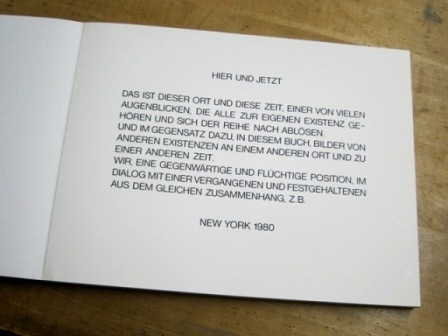 HIER UND JETZT
DAS IST DIESER ORT UND DIESE ZEIT, EINER VON VIELEN
AUGENBLICKEN, DIE ALLE ZUR EIGENEN EXISTENZ GE-
HÖREN UND SICH DER REIHE NACH ABLÖSEN.
UND IM GEGENSATZ DAZU, IN DIESEM BUCH, BILDER VON
ANDEREN EXISTENZEN AN EINEM ANDEREN ORT UND ZU
EINER ANDEREN ZEIT.
WIR, EINE GEGENWÄRTIGE UND FLÜCHTIGE POSITION, IM
DIALOG MIT EINER VERGANGENEN UND FESTGEHALTENEN
AUS DEM GLEICHEN ZUSAMMENHANG, Z.B.
NEW YORK 1980